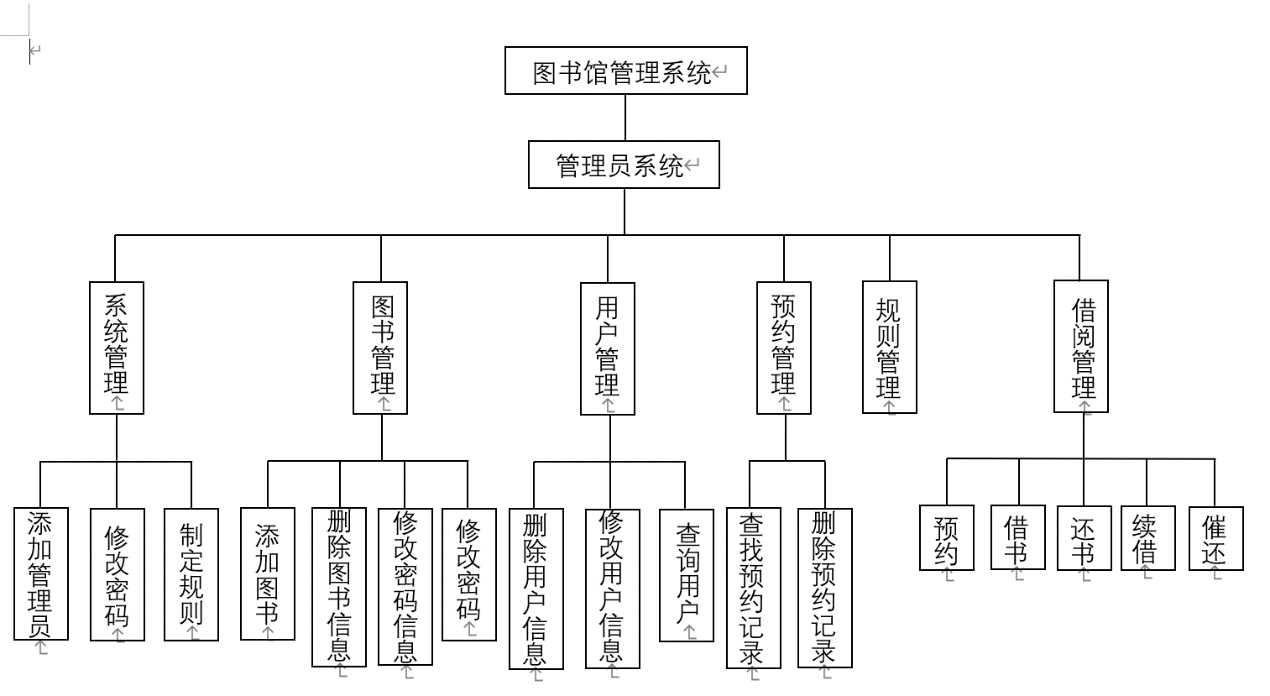 图书馆管理系统
管理员系统
系统管理
图书管理
用户管理
预约管理
规则管理
借阅管理
添加管理员
修改密码
制定规则
添加图书
删除图书信息
修改密码信息
修改密码
删除用户信息
修改用户信息
查询用户
查找预约记录
删除预约记录
预约
借书
还书
续借
催还